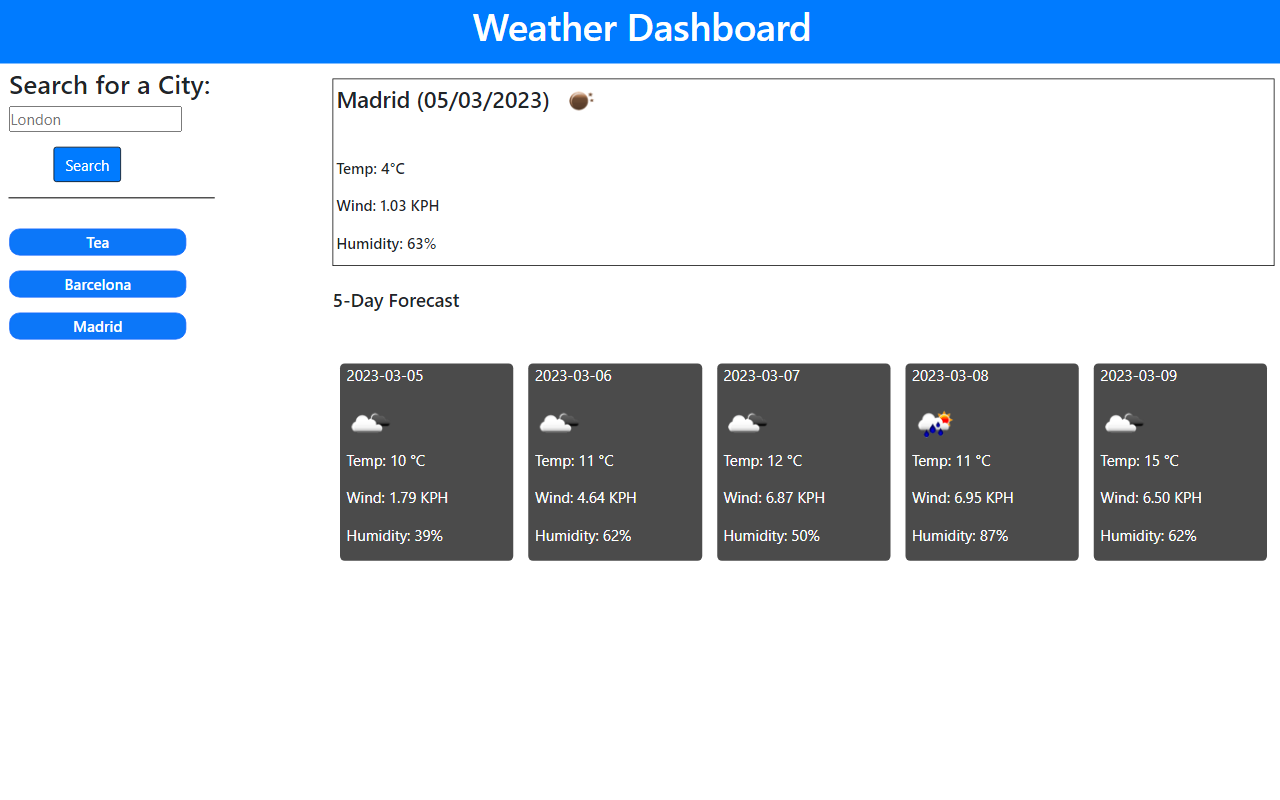 Weather Dashboard
Search for a City:
London
Search
Tea
Barcelona
Madrid
Madrid (05/03/2023)
Temp: 4°C
Wind: 1.03 KPH
Humidity: 63%
5-Day Forecast
2023-03-05
Temp: 10 °C
Wind: 1.79 KPH
Humidity: 39%
2023-03-06
Temp: 11 °C
Wind: 4.64 KPH
Humidity: 62%
2023-03-07
Temp: 12 °C
Wind: 6.87 KPH
Humidity: 50%
2023-03-08
Temp: 11 °C
Wind: 6.95 KPH
Humidity: 87%
2023-03-09
Temp: 15 °C
Wind: 6.50 KPH
Humidity: 62%